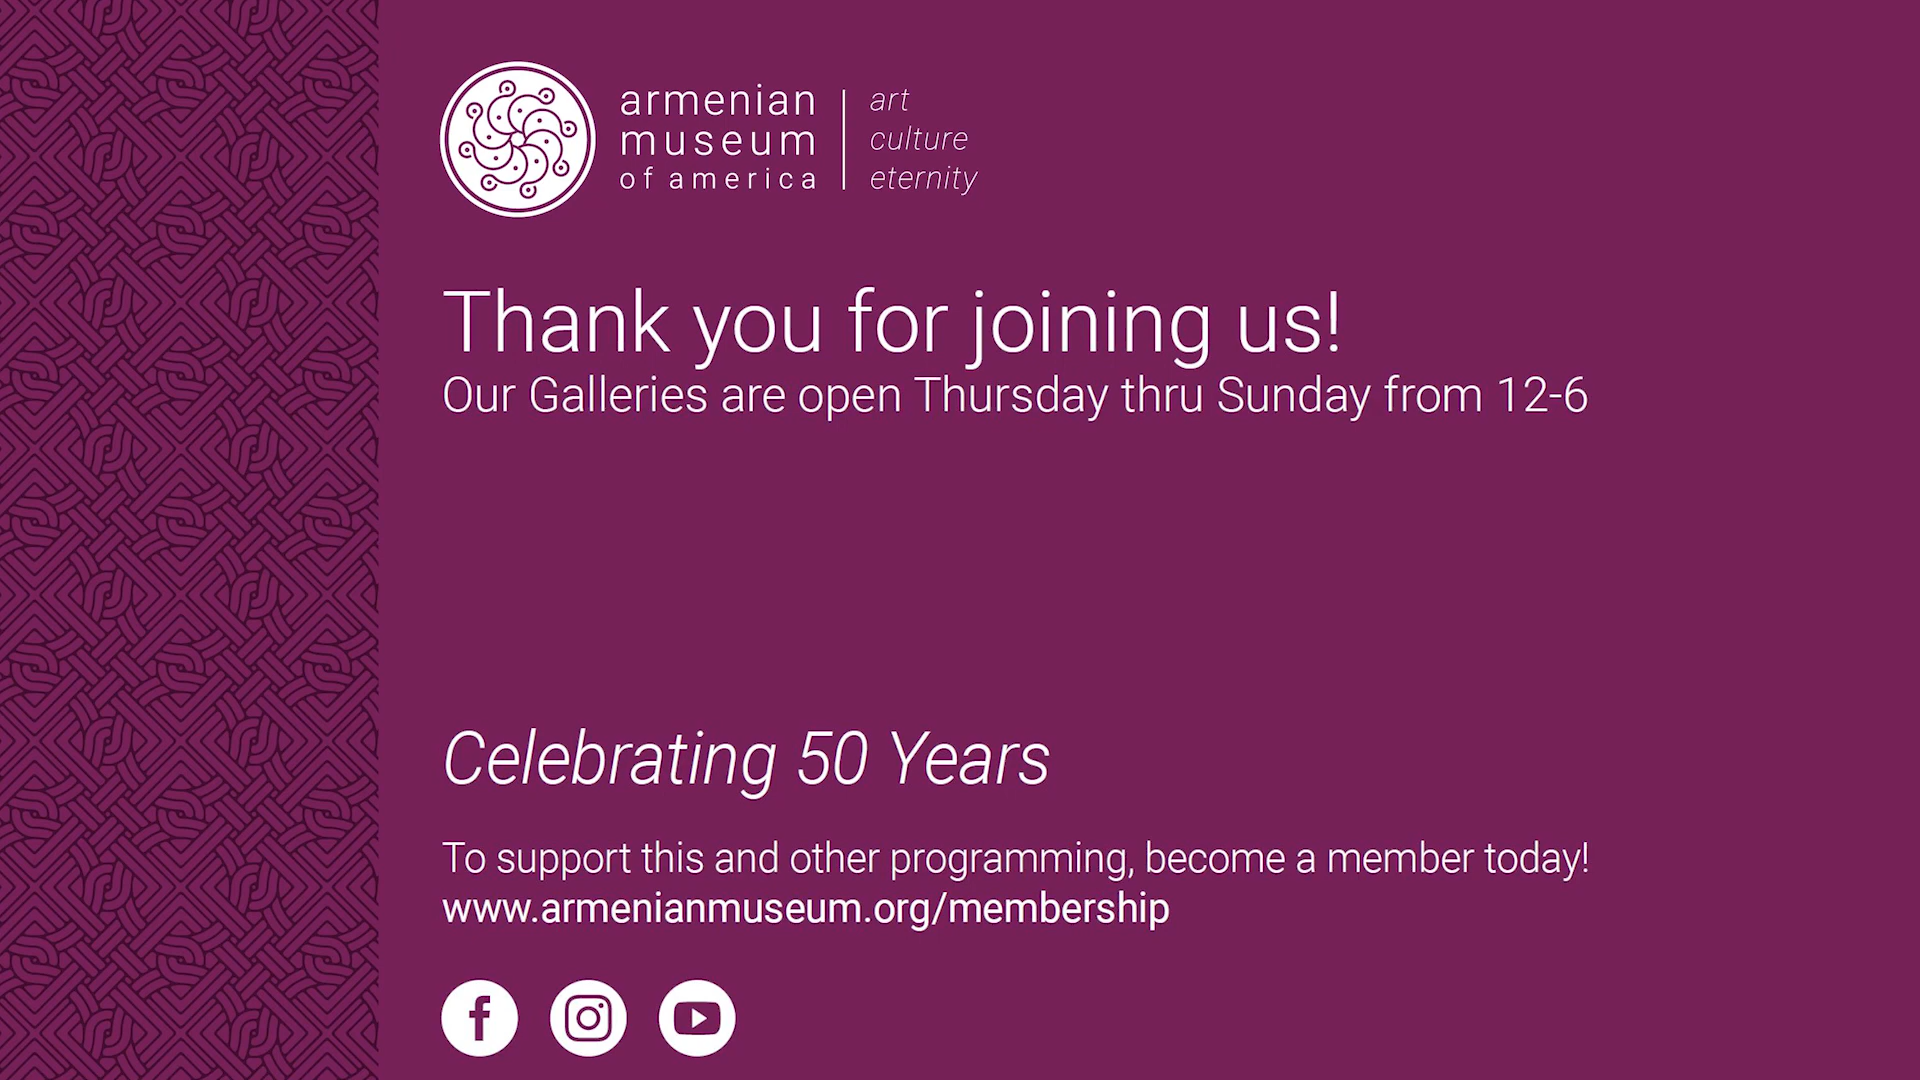 armenian
museum
of america
art
culture
eternity
Thank you for joining us!
Our Galleries are open Thursday thru Sunday from 12-6
Celebrating 50 Years
To support this and other programming, become a member today!
www.armenianmuseum.org/membership